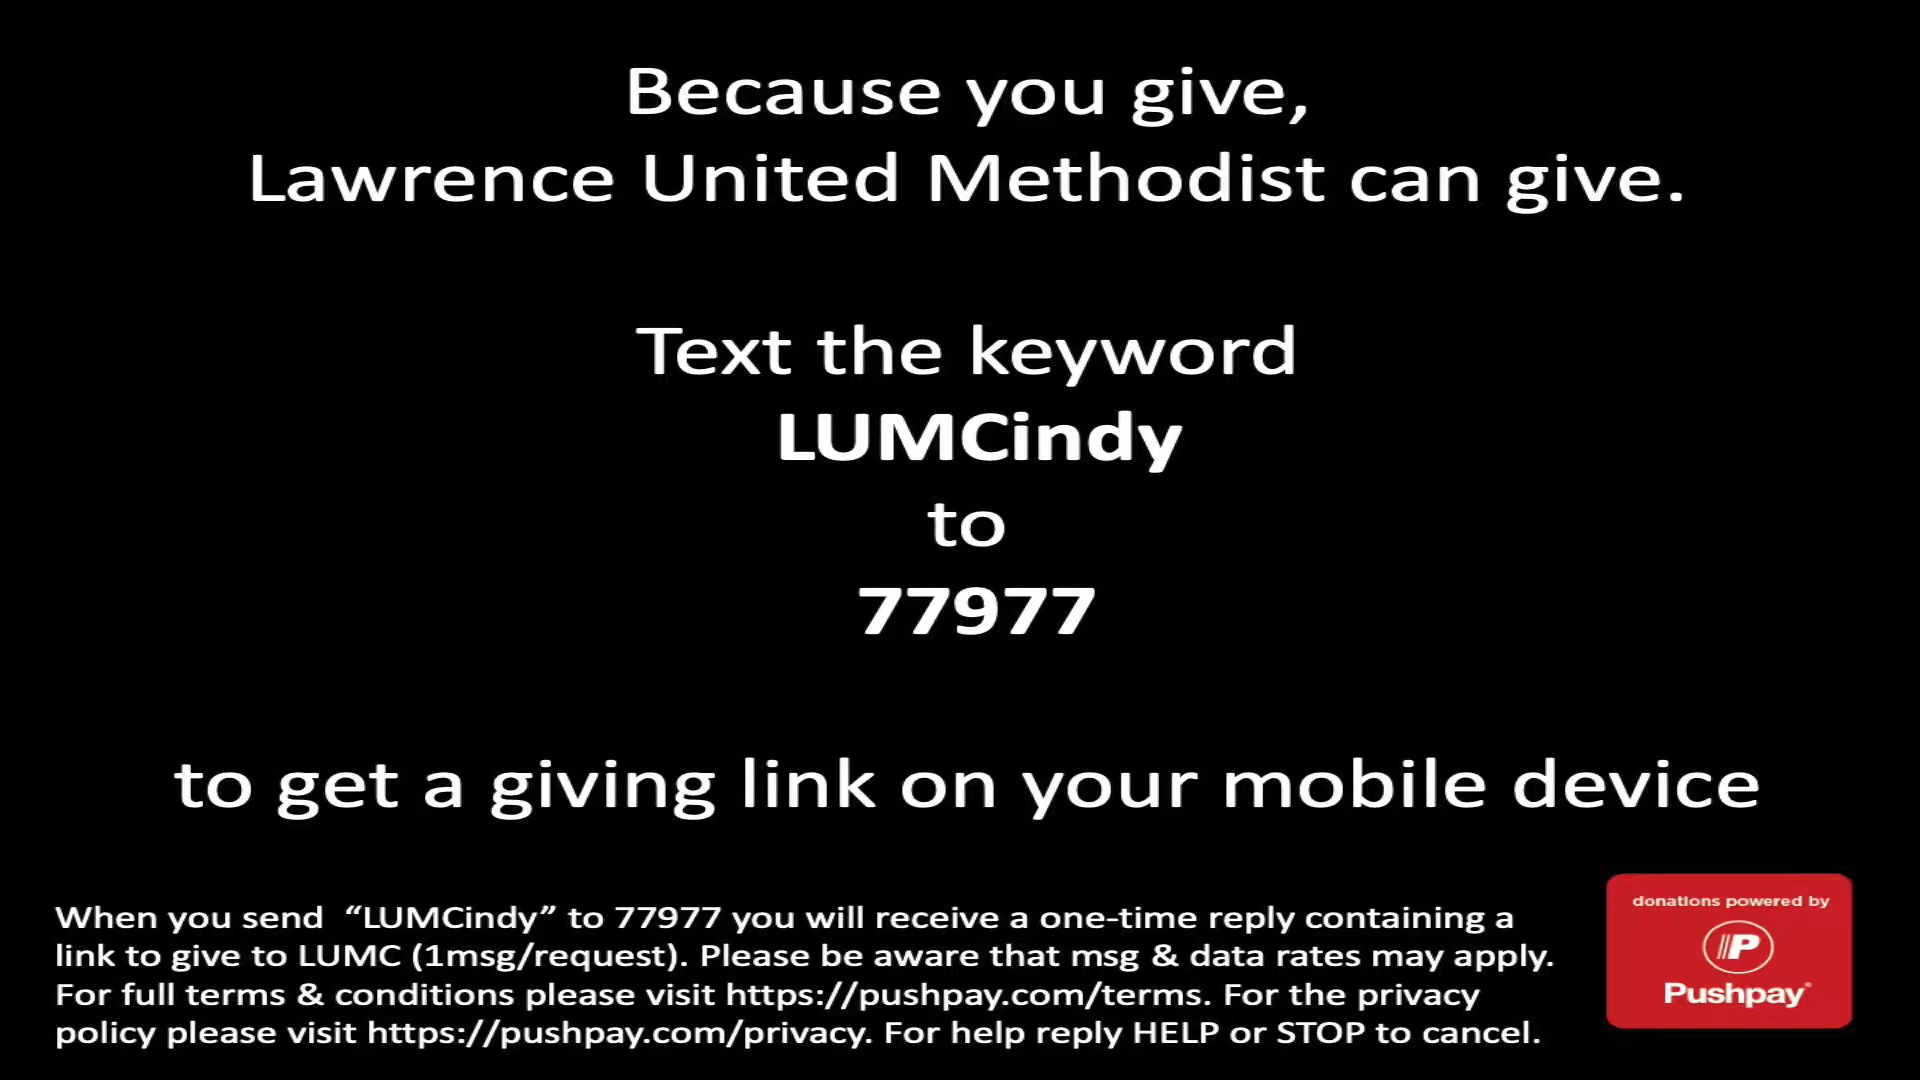 Because you give,
Lawrence United Methodist can give.
Text the keyword
LUMCindy
to
77977
to get a giving link on your mobile device
When you send “LUMCindy” to 77977 you will receive a one-time reply containing a
link to give to LUMC (1msg/request). Please be aware that msg & data rates may apply.
For full terms & conditions please visit https://pushpay.com/terms. For the privacy
policy please visit https://pushpay.com/privacy. For help reply HELP or STOP to cancel.
donations powered by
P
Pushpay